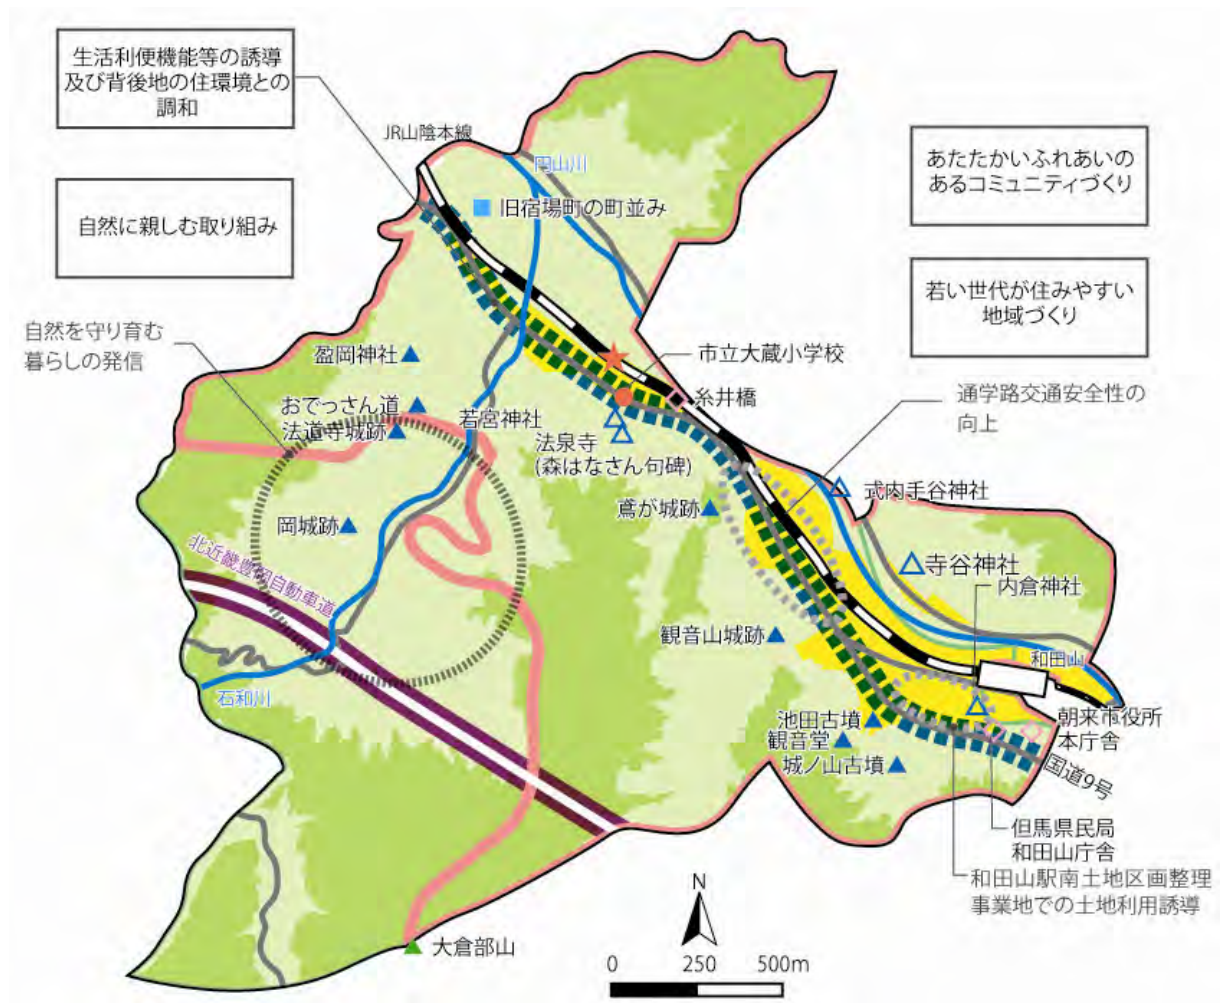 生活利便機能等の誘導
及び背後地の住環境との
調和
自然に親しむ取り組み
あたたかいふれあいの
あるコミュニティづくり
若い世代が住みやすい
地域づくり
JR山陰本線
円山川
旧宿場町の町並み
自然を守り育む
暮らしの発信
盈岡神社
おでっさん道
法道寺城跡
若宮神社
市立大蔵小学校
糸井橋
法泉寺
(森はなさん句碑)
通学路交通安全性の
向上
式内手谷神社
鳶が城跡
岡城跡
寺谷神社
内倉神社
北近畿豊岡自動車道
観音山城跡
和田山
石和川
池田古墳
観音堂
城ノ山古墳
朝来市役所
本庁舎
国道9号
但馬県民局
和田山庁舎
和田山駅南土地区画整理
事業地での土地利用誘導
大倉部山
N
0 250 500m